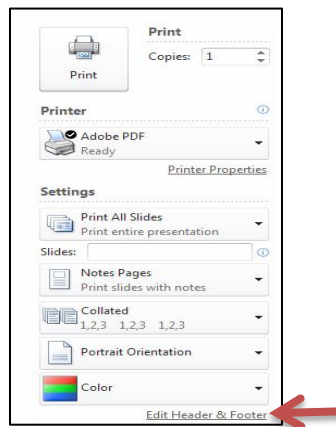 Print
Copies: 1
Print
Printer
Adobe PDF
Ready
Printer Properties
Settings
Print All Slides
Print entire presentation
Slides:
Notes Pages
Print slides with notes
Collated
1,2,3 1,2,3 1,2,3
Portrait Orientation
Color
Edit Header & Footer